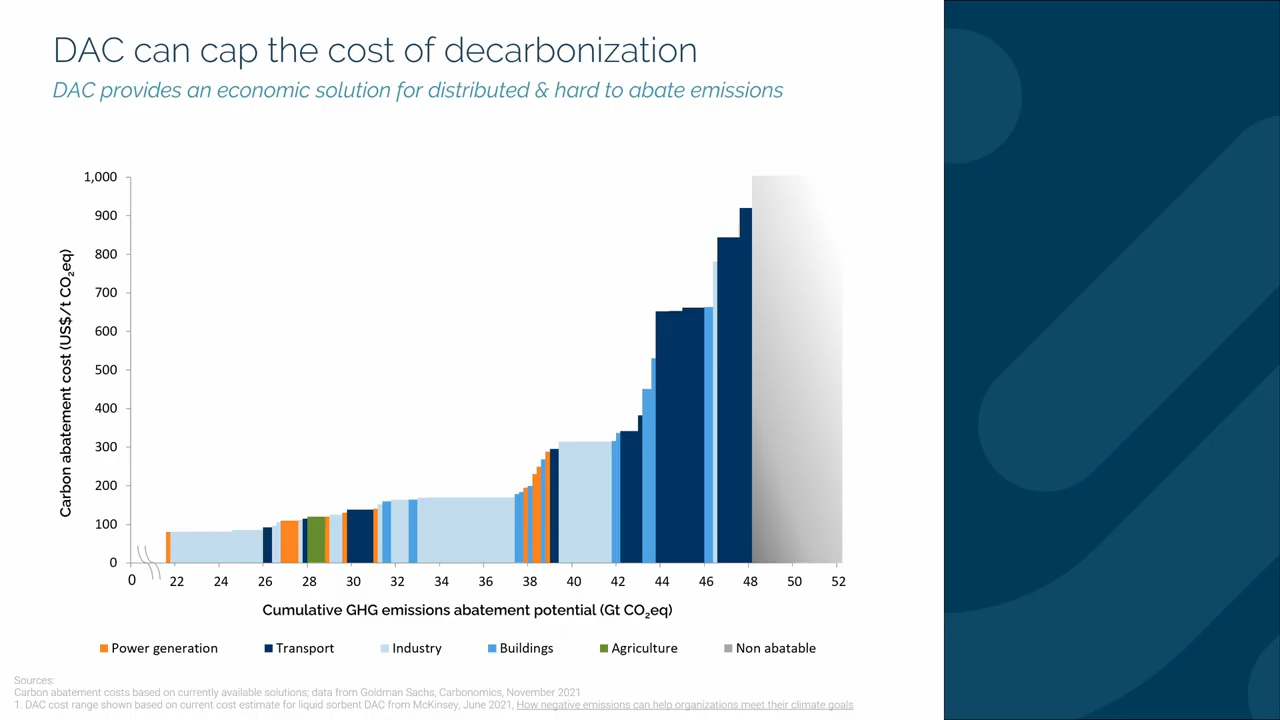 DAC can cap the cost of decarbonization
DAC provides an economic solution for distributed & hard to abate emissions
Carbon abatement cost (US$/t CO₂eq)
1,000
900
800
700
600
500
400
300
200
100
0
0 22 24 26 28 30 32 34 36 38 40 42 44 46 48 50 52
Cumulative GHG emissions abatement potential (Gt CO₂eq)
Power generation Transport Industry Buildings Agriculture Non abatable
Sources:
Carbon abatement costs based on currently available solutions; data from Goldman Sachs, Carbonomics, November 2021
1. DAC cost range shown based on current cost estimate for liquid sorbent DAC from McKinsey, June 2021, How negative emissions can help organizations meet their climate goals